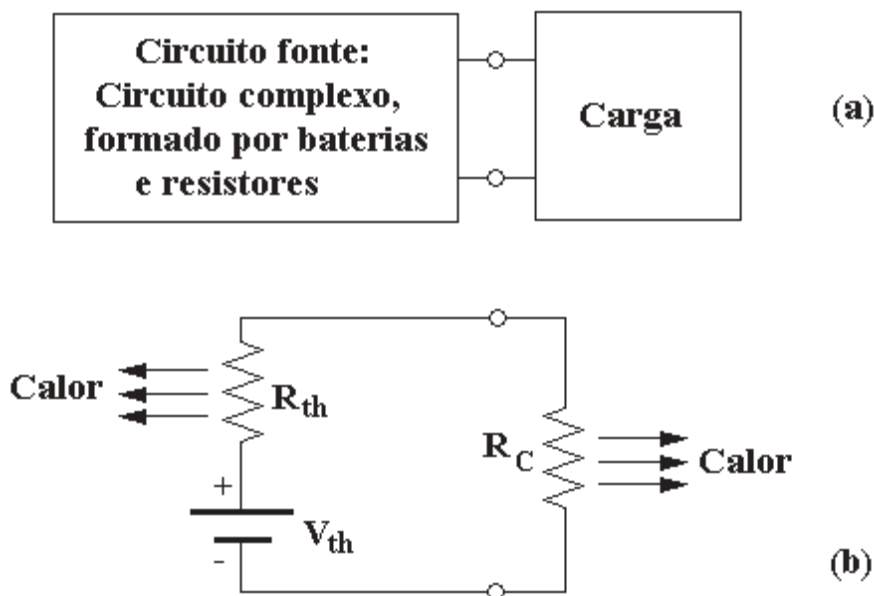 Circuito fonte:
Circuito complexo,
formado por baterias
e resistores
Carga
(a)
Calor
Rth
RC
Calor
+
Vth
-
(b)